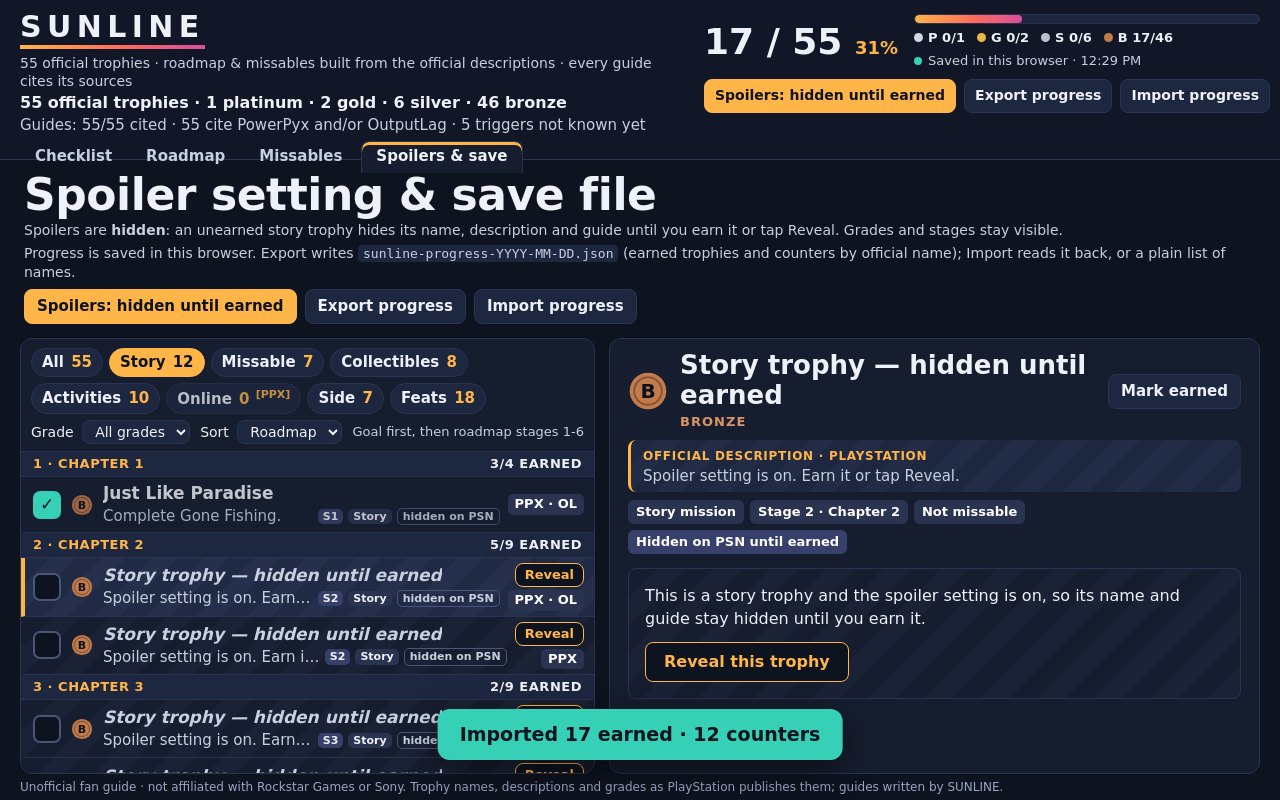 SUNLINE
55 official trophies · roadmap & missables built from the official descriptions · every guide
cites its sources
55 official trophies · 1 platinum · 2 gold · 6 silver · 46 bronze
Guides: 55/55 cited · 55 cite PowerPyx and/or OutputLag · 5 triggers not known yet
17 / 55 31%
P 0/1 G 0/2 S 0/6 B 17/46
Saved in this browser · 12:29 PM
Spoilers: hidden until earned Export progress Import progress
Checklist Roadmap Missables Spoilers & save
Spoiler setting & save file
Spoilers are hidden: an unearned story trophy hides its name, description and guide until you earn it or tap Reveal. Grades and stages stay visible.
Progress is saved in this browser. Export writes sunline-progress-YYYY-MM-DD.json (earned trophies and counters by official name); Import reads it back, or a plain list of
names.
Spoilers: hidden until earned Export progress Import progress
All 55 Story 12 Missable 7 Collectibles 8
Activities 10 Online 0 [PPX] Side 7 Feats 18
Grade All grades Sort Roadmap Goal first, then roadmap stages 1-6
1 · CHAPTER 1 3/4 EARNED
✓ B Just Like Paradise
Complete Gone Fishing. S1 Story hidden on PSN PPX · OL
2 · CHAPTER 2 5/9 EARNED
B Story trophy — hidden until earned Reveal
Spoiler setting is on. Earn... S2 Story hidden on PSN PPX · OL
B Story trophy — hidden until earned Reveal
Spoiler setting is on. Earn i... S2 Story hidden on PSN PPX
3 · CHAPTER 3 2/9 EARNED
B Story trophy — hidden until earned
Spoiler setting is on. Earn... S3 Story
Story trophy — hidden until earned Reveal
B Story trophy — hidden until
earned
BRONZE
Mark earned
OFFICIAL DESCRIPTION · PLAYSTATION
Spoiler setting is on. Earn it or tap Reveal.
Story mission Stage 2 · Chapter 2 Not missable
Hidden on PSN until earned
This is a story trophy and the spoiler setting is on, so its name and
guide stay hidden until you earn it.
Reveal this trophy
Imported 17 earned · 12 counters
Unofficial fan guide · not affiliated with Rockstar Games or Sony. Trophy names, descriptions and grades as PlayStation publishes them; guides written by SUNLINE.